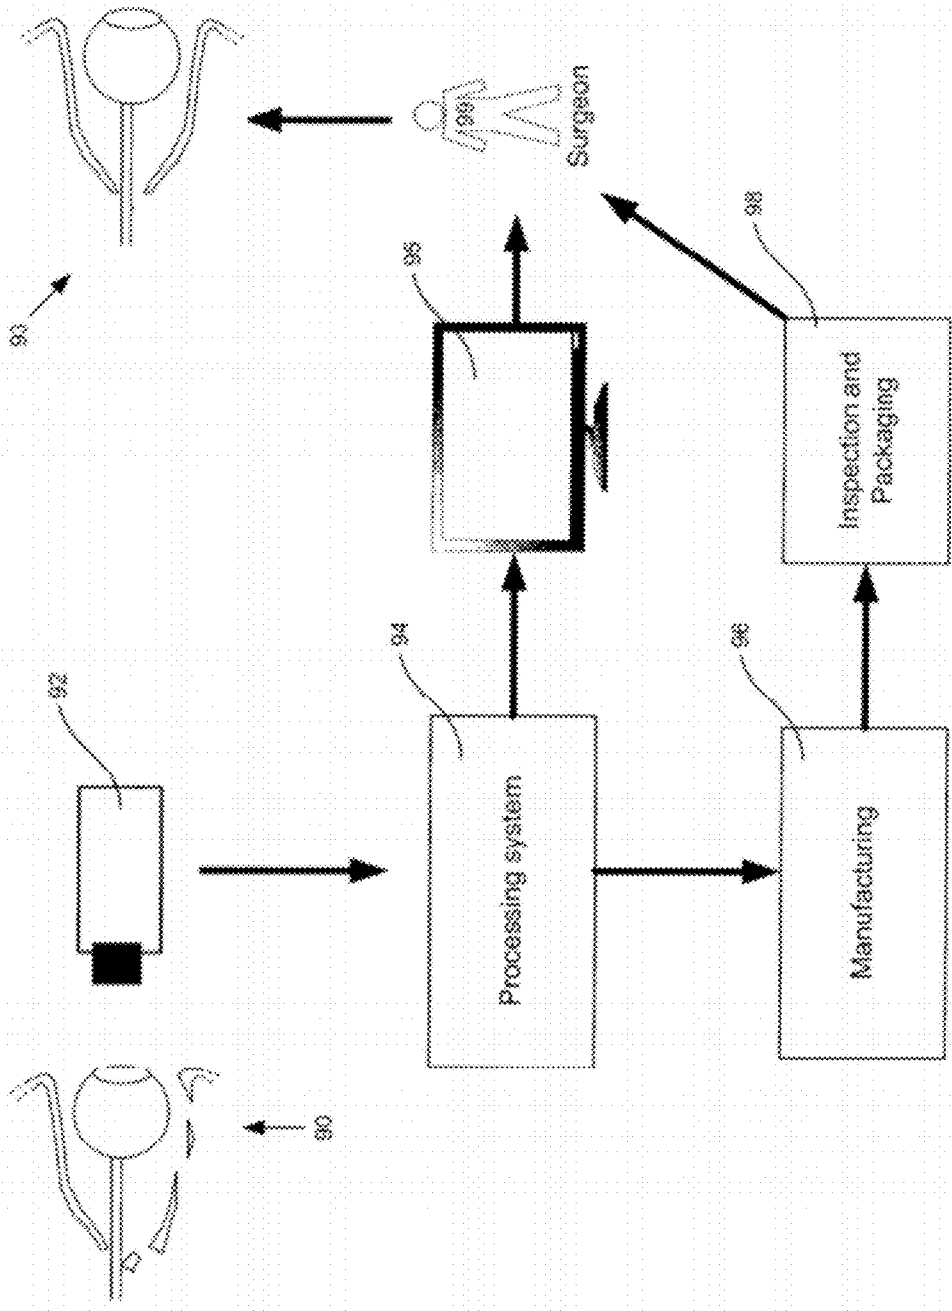 93
92
90
94
95
99
Processing system
Surgeon
96
98
Manufacturing
Inspection and
Packaging